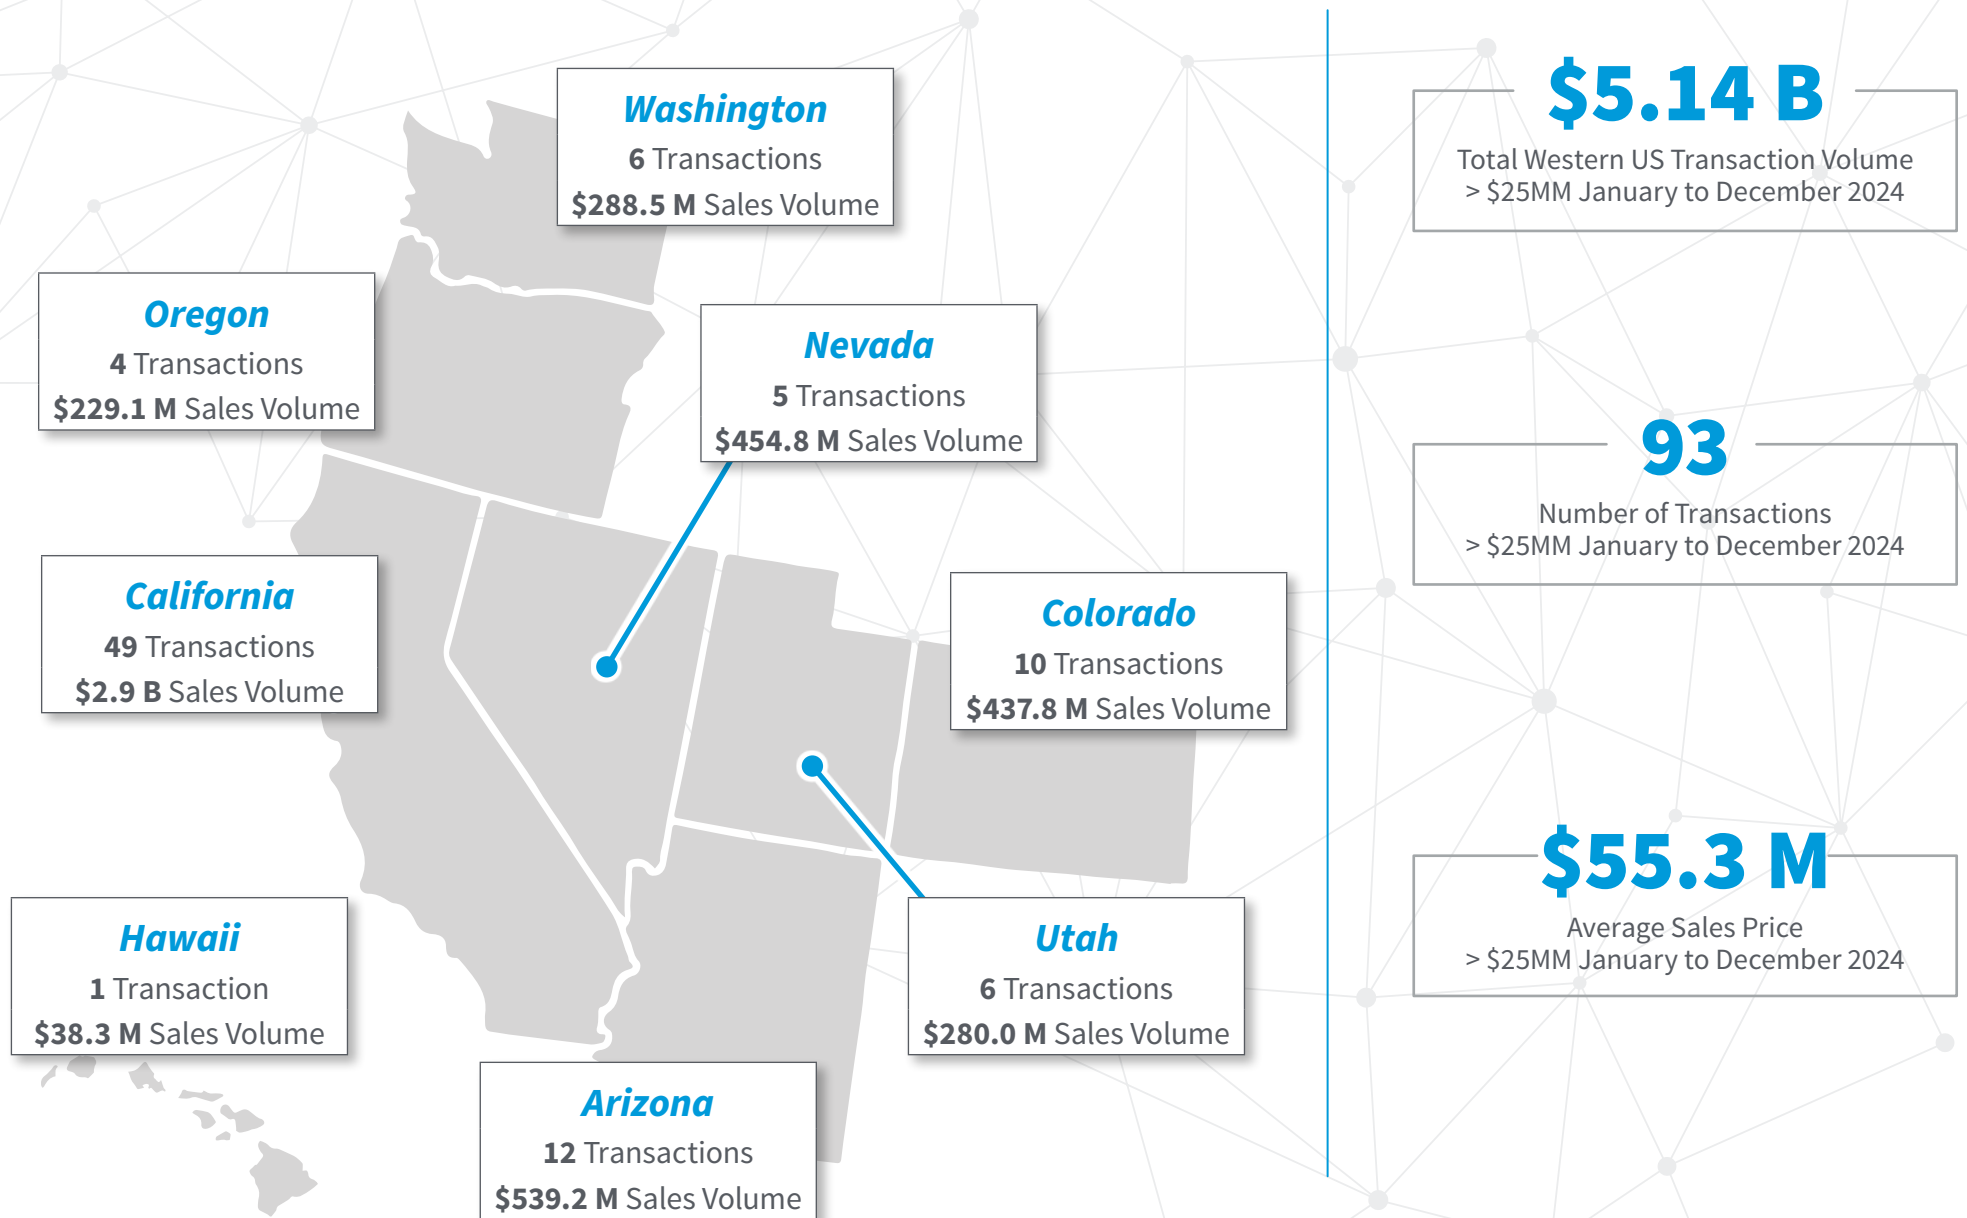 Washington
6 Transactions
$288.5 M Sales Volume
Oregon
4 Transactions
$229.1 M Sales Volume
Nevada
5 Transactions
$454.8 M Sales Volume
California
49 Transactions
$2.9 B Sales Volume
Colorado
10 Transactions
$437.8 M Sales Volume
Hawaii
1 Transaction
$38.3 M Sales Volume
Utah
6 Transactions
$280.0 M Sales Volume
Arizona
12 Transactions
$539.2 M Sales Volume
$5.14 B
Total Western US Transaction Volume
> $25MM January to December 2024
93
Number of Transactions
> $25MM January to December 2024
$55.3 M
Average Sales Price
> $25MM January to December 2024